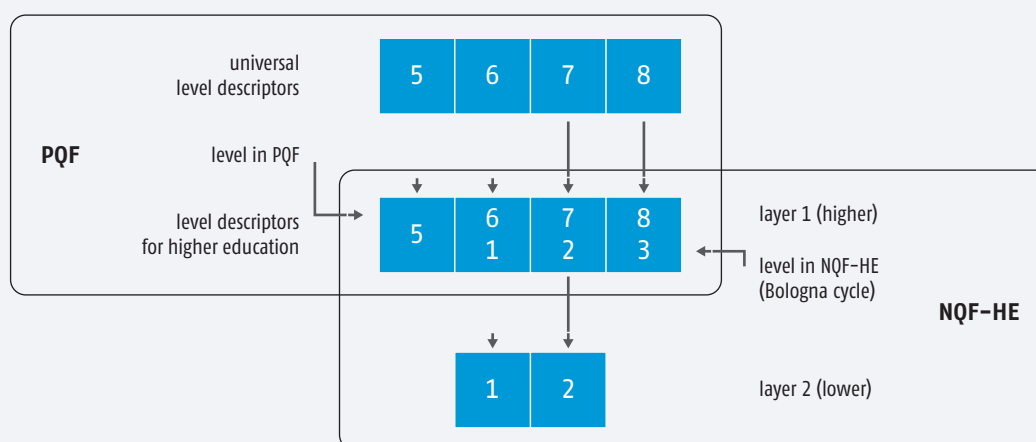 universal
level descriptors
5 6 7 8
PQF
level in PQF
level descriptors
for higher education
5 6 7 8
1 2 3
layer 1 (higher)
level in NQF-HE
(Bologna cycle)
NQF-HE
1 2
layer 2 (lower)